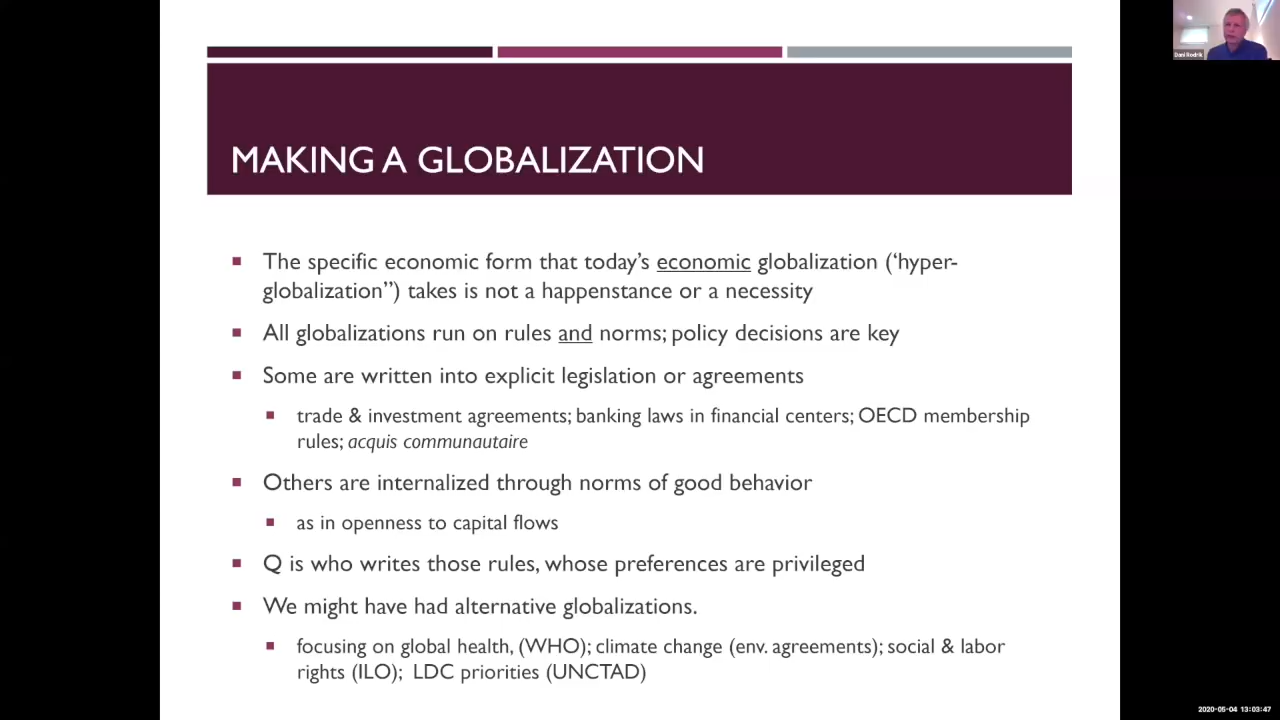 Dani Rodrik
MAKING A GLOBALIZATION
The specific economic form that today's economic globalization ('hyper-
globalization") takes is not a happenstance or a necessity
All globalizations run on rules and norms; policy decisions are key
Some are written into explicit legislation or agreements
trade & investment agreements; banking laws in financial centers; OECD membership
rules; acquis communautaire
Others are internalized through norms of good behavior
as in openness to capital flows
Q is who writes those rules, whose preferences are privileged
We might have had alternative globalizations.
focusing on global health, (WHO); climate change (env. agreements); social & labor
rights (ILO); LDC priorities (UNCTAD)
2020-05-04 13:03:47